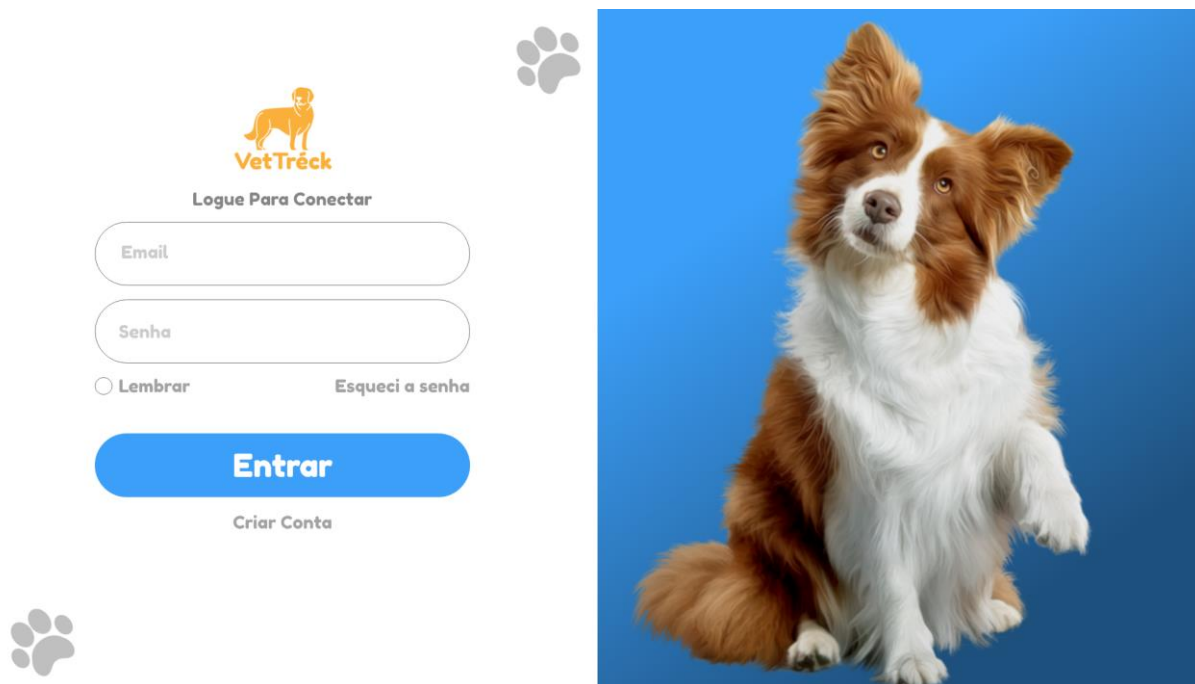 VetTréck
Logue Para Conectar
Email
Senha
Lembrar
Esqueci a senha
Entrar
Criar Conta